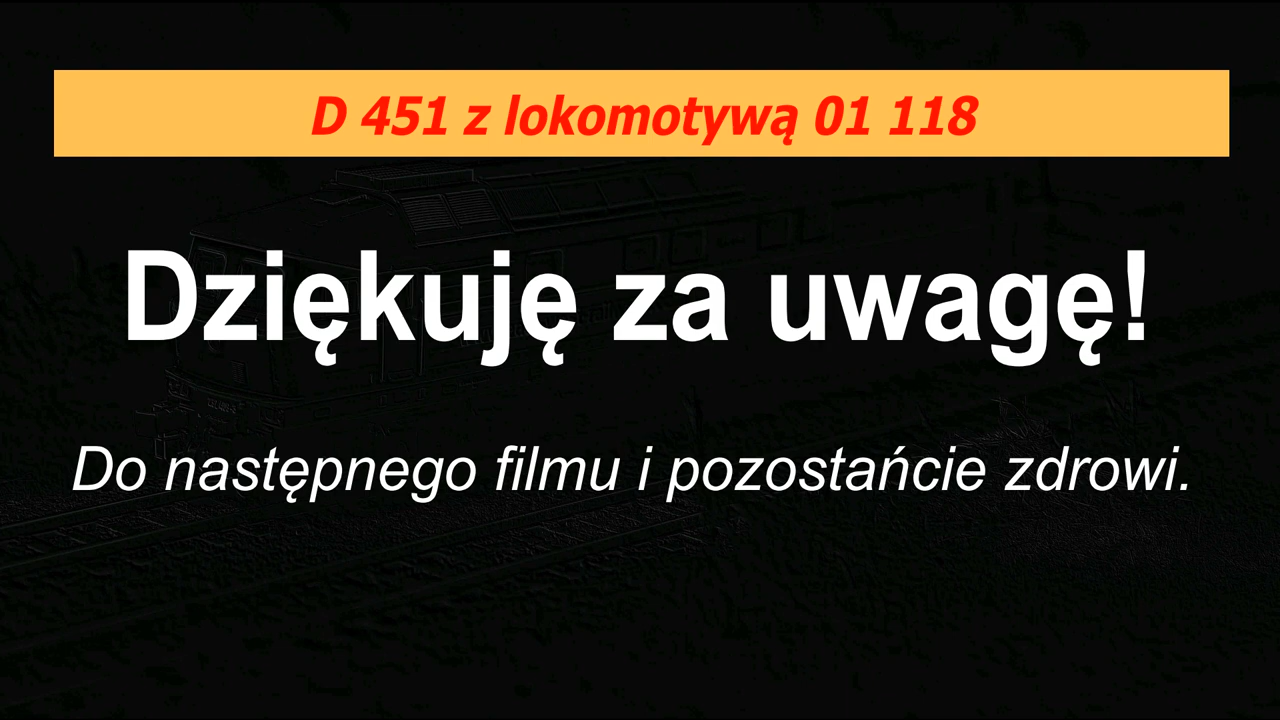 D 451 z lokomotywą 01 118
Dziękuję za uwagę!
Do następnego filmu i pozostańcie zdrowi.